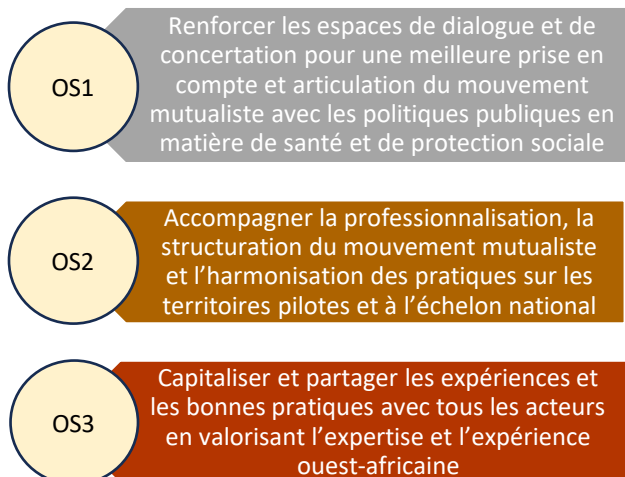 OS1
Renforcer les espaces de dialogue et de
concertation pour une meilleure prise en
compte et articulation du mouvement
mutualiste avec les politiques publiques en
matière de santé et de protection sociale
OS2
Accompagner la professionnalisation, la
structuration du mouvement mutualiste
et l’harmonisation des pratiques sur les
territoires pilotes et à l’échelon national
OS3
Capitaliser et partager les expériences et
les bonnes pratiques avec tous les acteurs
en valorisant l’expertise et l’expérience
ouest-africaine